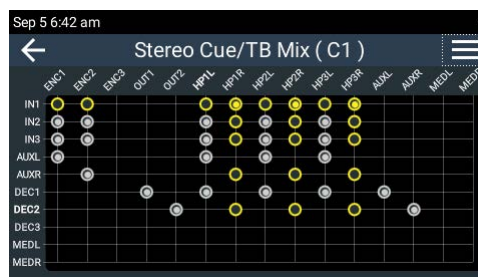 Sep 5 6:42 am
Stereo Cue/TB Mix ( C1 )
ENC1 ENC2 ENC3 OUT1 OUT2 HP1L HP1R HP2L HP2R HP3L HP3R AUXL AUXR MEDL MEDR
IN1
IN2
IN3
AUXL
AUXR
DEC1
DEC2
DEC3
MEDL
MEDR